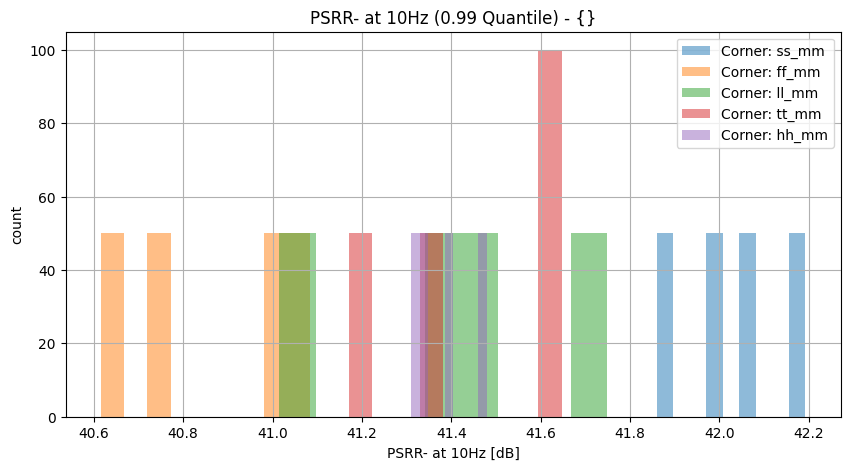 PSRR- at 10Hz (0.99 Quantile) - {}
Corner: ss_mm
Corner: ff_mm
Corner: ll_mm
Corner: tt_mm
Corner: hh_mm
count
100
80
60
40
20
0
40.6 40.8 41.0 41.2 41.4 41.6 41.8 42.0 42.2
PSRR- at 10Hz [dB]